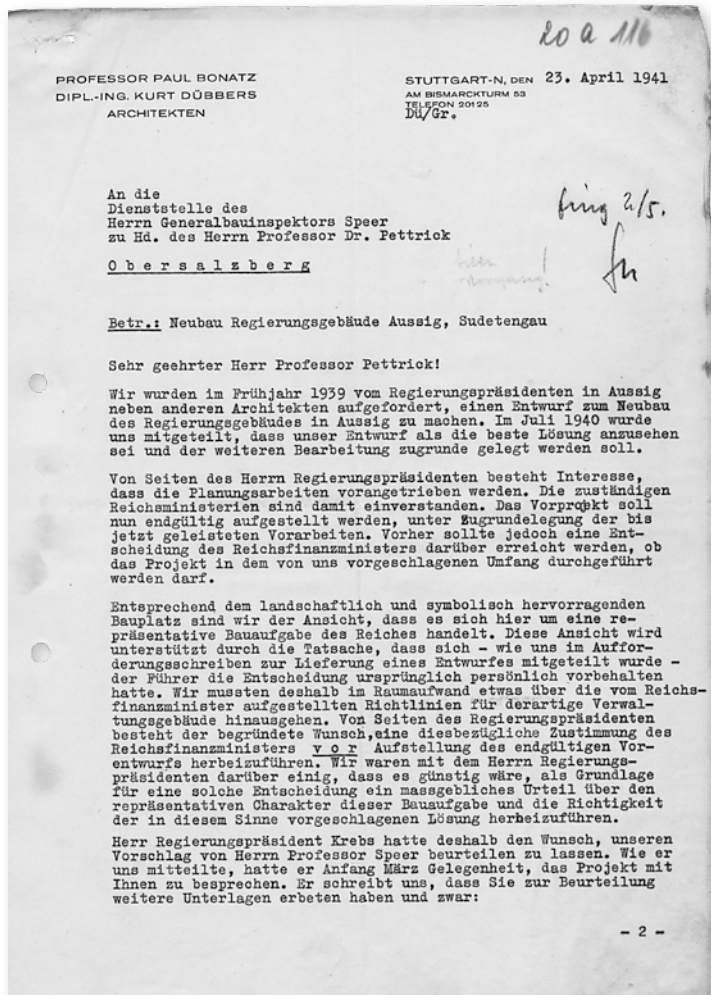 20 a 116
PROFESSOR PAUL BONATZ
DIPL.-ING. KURT DÜBBERS
ARCHITEKTEN
STUTTGART-N, DEN 23. April 1941
AM BISMARCKTURM 53
TELEFON 20125
Dü/Gr.
An die
Dienststelle des
Herrn Generalbauinspektors Speer
zu Hd. des Herrn Professor Dr. Pettrick
Obersalzberg
2/5.
Betr.: Neubau Regierungsgebäude Aussig, Sudetengau
Sehr geehrter Herr Professor Pettrick!
Wir wurden im Frühjahr 1939 vom Regierungspräsidenten in Aussig
neben anderen Architekten aufgefordert, einen Entwurf zum Neubau
des Regierungsgebäudes in Aussig zu machen. Im Juli 1940 wurde
uns mitgeteilt, dass unser Entwurf als die beste Lösung anzusehen
sei und der weiteren Bearbeitung zugrunde gelegt werden soll.
Von Seiten des Herrn Regierungspräsidenten besteht Interesse,
dass die Planungsarbeiten vorangetrieben werden. Die zuständigen
Reichsministerien sind damit einverstanden. Das Vorprojekt soll
nun endgültig aufgestellt werden, unter Zugrundelegung der bis
jetzt geleisteten Vorarbeiten. Vorher sollte jedoch eine Ent-
scheidung des Reichsfinanzministers darüber erreicht werden, ob
das Projekt in dem von uns vorgeschlagenen Umfang durchgeführt
werden darf.
Entsprechend dem landschaftlich und symbolisch hervorragenden
Bauplatz sind wir der Ansicht, dass es sich hier um eine re-
präsentative Bauaufgabe des Reiches handelt. Diese Ansicht wird
unterstützt durch die Tatsache, dass sich - wie uns im Auffor-
derungsschreiben zur Lieferung eines Entwurfes mitgeteilt wurde -
der Führer die Entscheidung ursprünglich persönlich vorbehalten
hatte. Wir mussten deshalb im Raumaufwand etwas über die vom Reichs-
finanzminister aufgestellten Richtlinien für derartige Verwal-
tungsgebäude hinausgehen. Von Seiten des Regierungspräsidenten
besteht der begründete Wunsch,eine diesbezügliche Zustimmung des
Reichsfinanzministers vor Aufstellung des endgültigen Vor-
entwurfs herbeizuführen. Wir waren mit dem Herrn Regierungs-
präsidenten darüber einig, dass es günstig wäre, als Grundlage
für eine solche Entscheidung ein massgebliches Urteil über den
repräsentativen Charakter dieser Bauaufgabe und die Richtigkeit
der in diesem Sinne vorgeschlagenen Lösung herbeizuführen.
Herr Regierungspräsident Krebs hatte deshalb den Wunsch, unseren
Vorschlag von Herrn Professor Speer beurteilen zu lassen. Wie er
uns mitteilte, hatte er Anfang März Gelegenheit, das Projekt mit
Ihnen zu besprechen. Er schreibt uns, dass Sie zur Beurteilung
weitere Unterlagen erbeten haben und zwar:
- 2 -